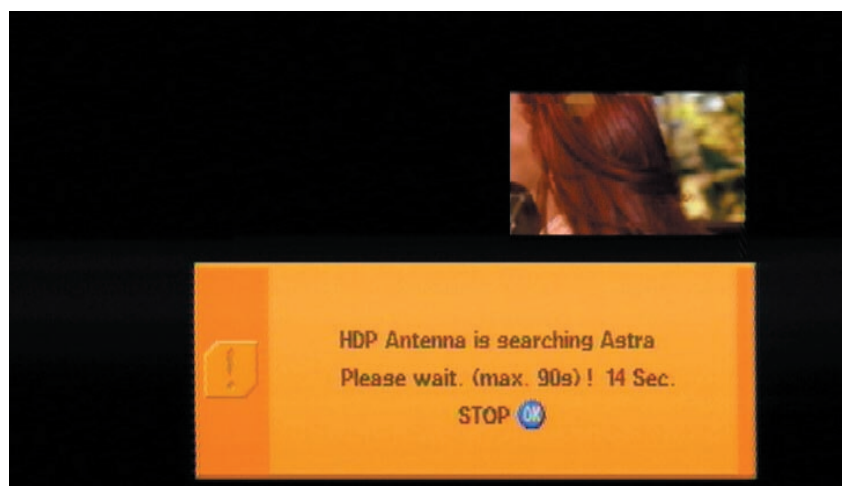 HDP Antenna is searching Astra
Please wait. (max. 90s) ! 14 Sec.
STOP OK